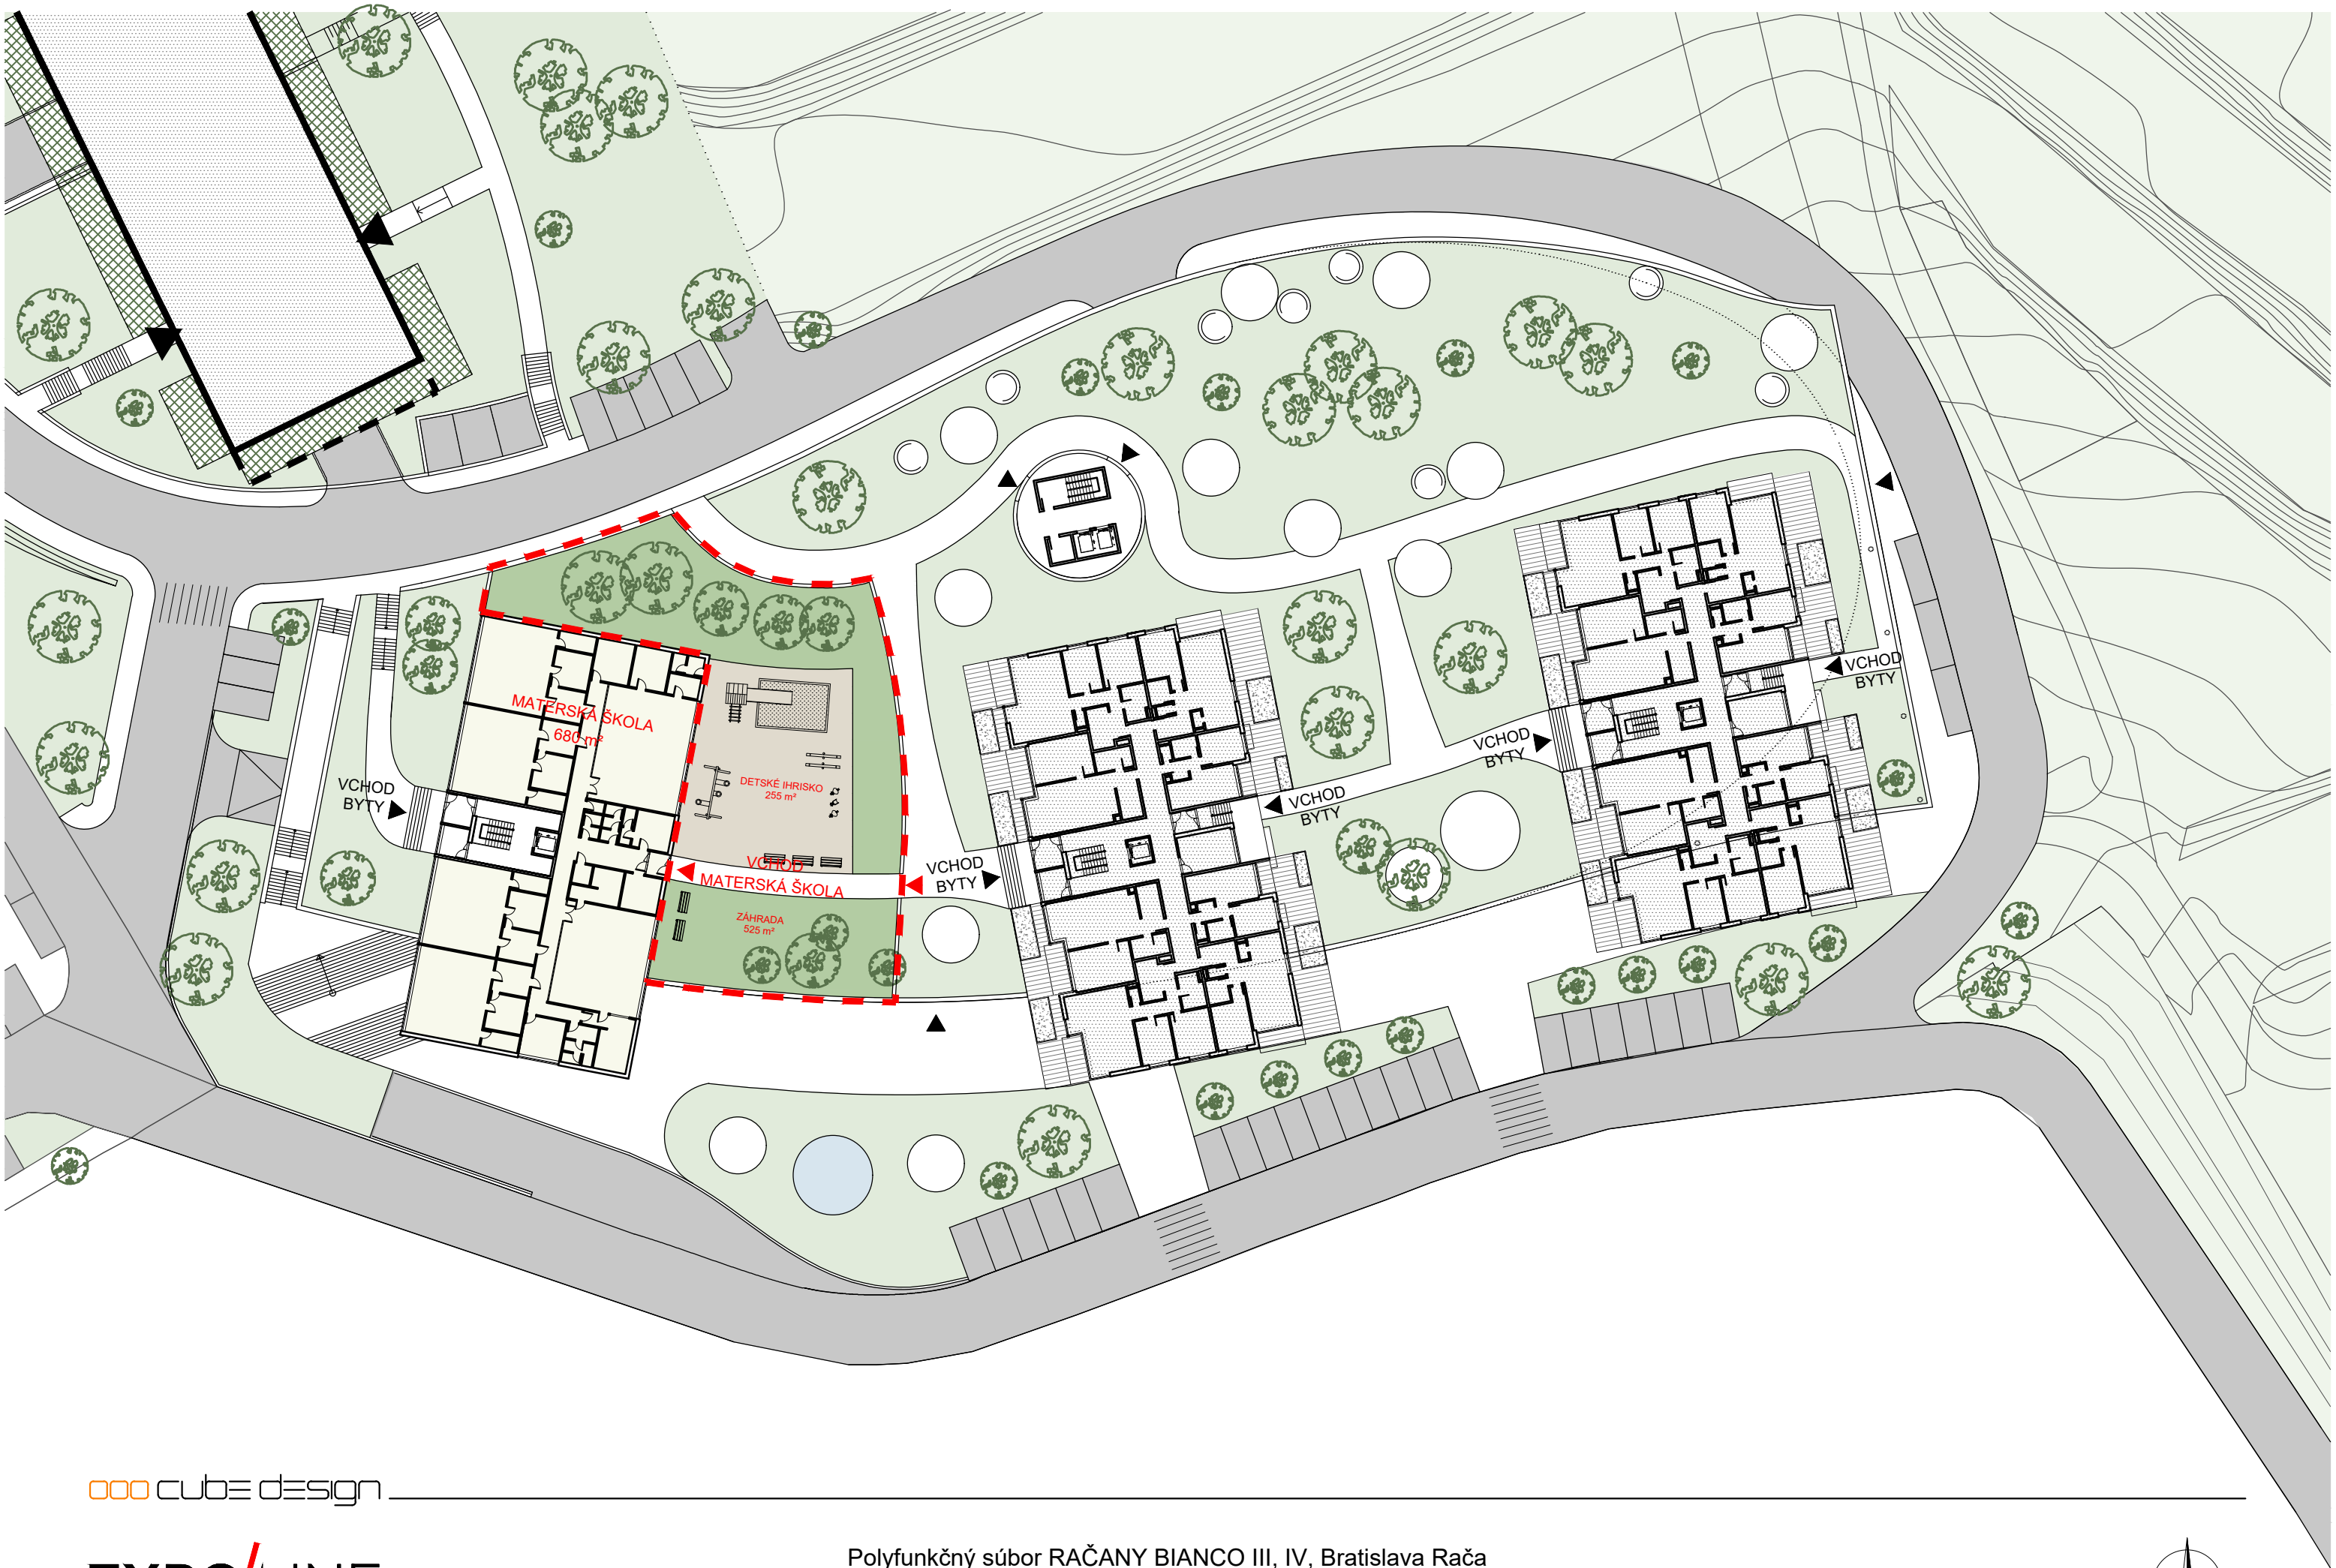 MATERSKÁ ŠKOLA
680 m²
DETSKÉ IHRISKO
255 m²
VCHOD
BYTY
VCHOD
MATERSKÁ ŠKOLA
VCHOD
BYTY
ZÁHRADA
525 m²
VCHOD
BYTY
VCHOD
BYTY
VCHOD
BYTY
cube design
Polyfunkčný súbor RAČANY BIANCO III, IV, Bratislava Rača